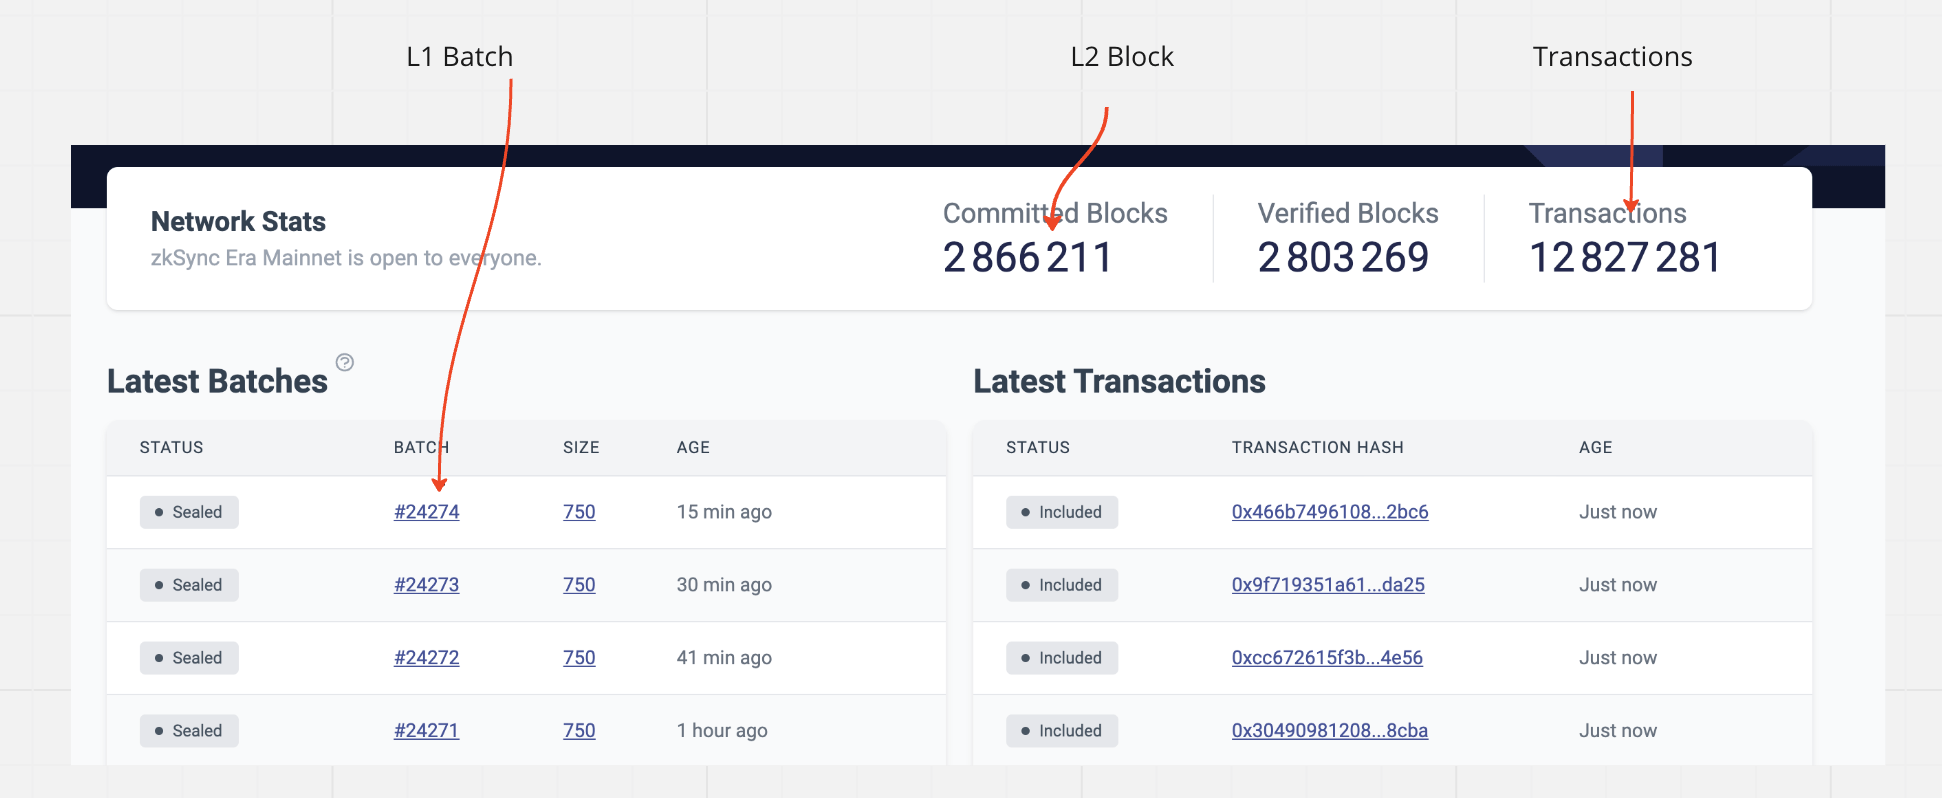 L1 Batch
L2 Block
Transactions
Network Stats
zkSync Era Mainnet is open to everyone.
Committed Blocks
2 866 211
Verified Blocks
2 803 269
Transactions
12 827 281
Latest Batches ?
STATUS BATCH SIZE AGE
Sealed #24274 750 15 min ago
Sealed #24273 750 30 min ago
Sealed #24272 750 41 min ago
Sealed #24271 750 1 hour ago
Latest Transactions
STATUS TRANSACTION HASH AGE
Included 0x466b7496108...2bc6 Just now
Included 0x9f719351a61...da25 Just now
Included 0xcc672615f3b...4e56 Just now
Included 0x30490981208...8cba Just now